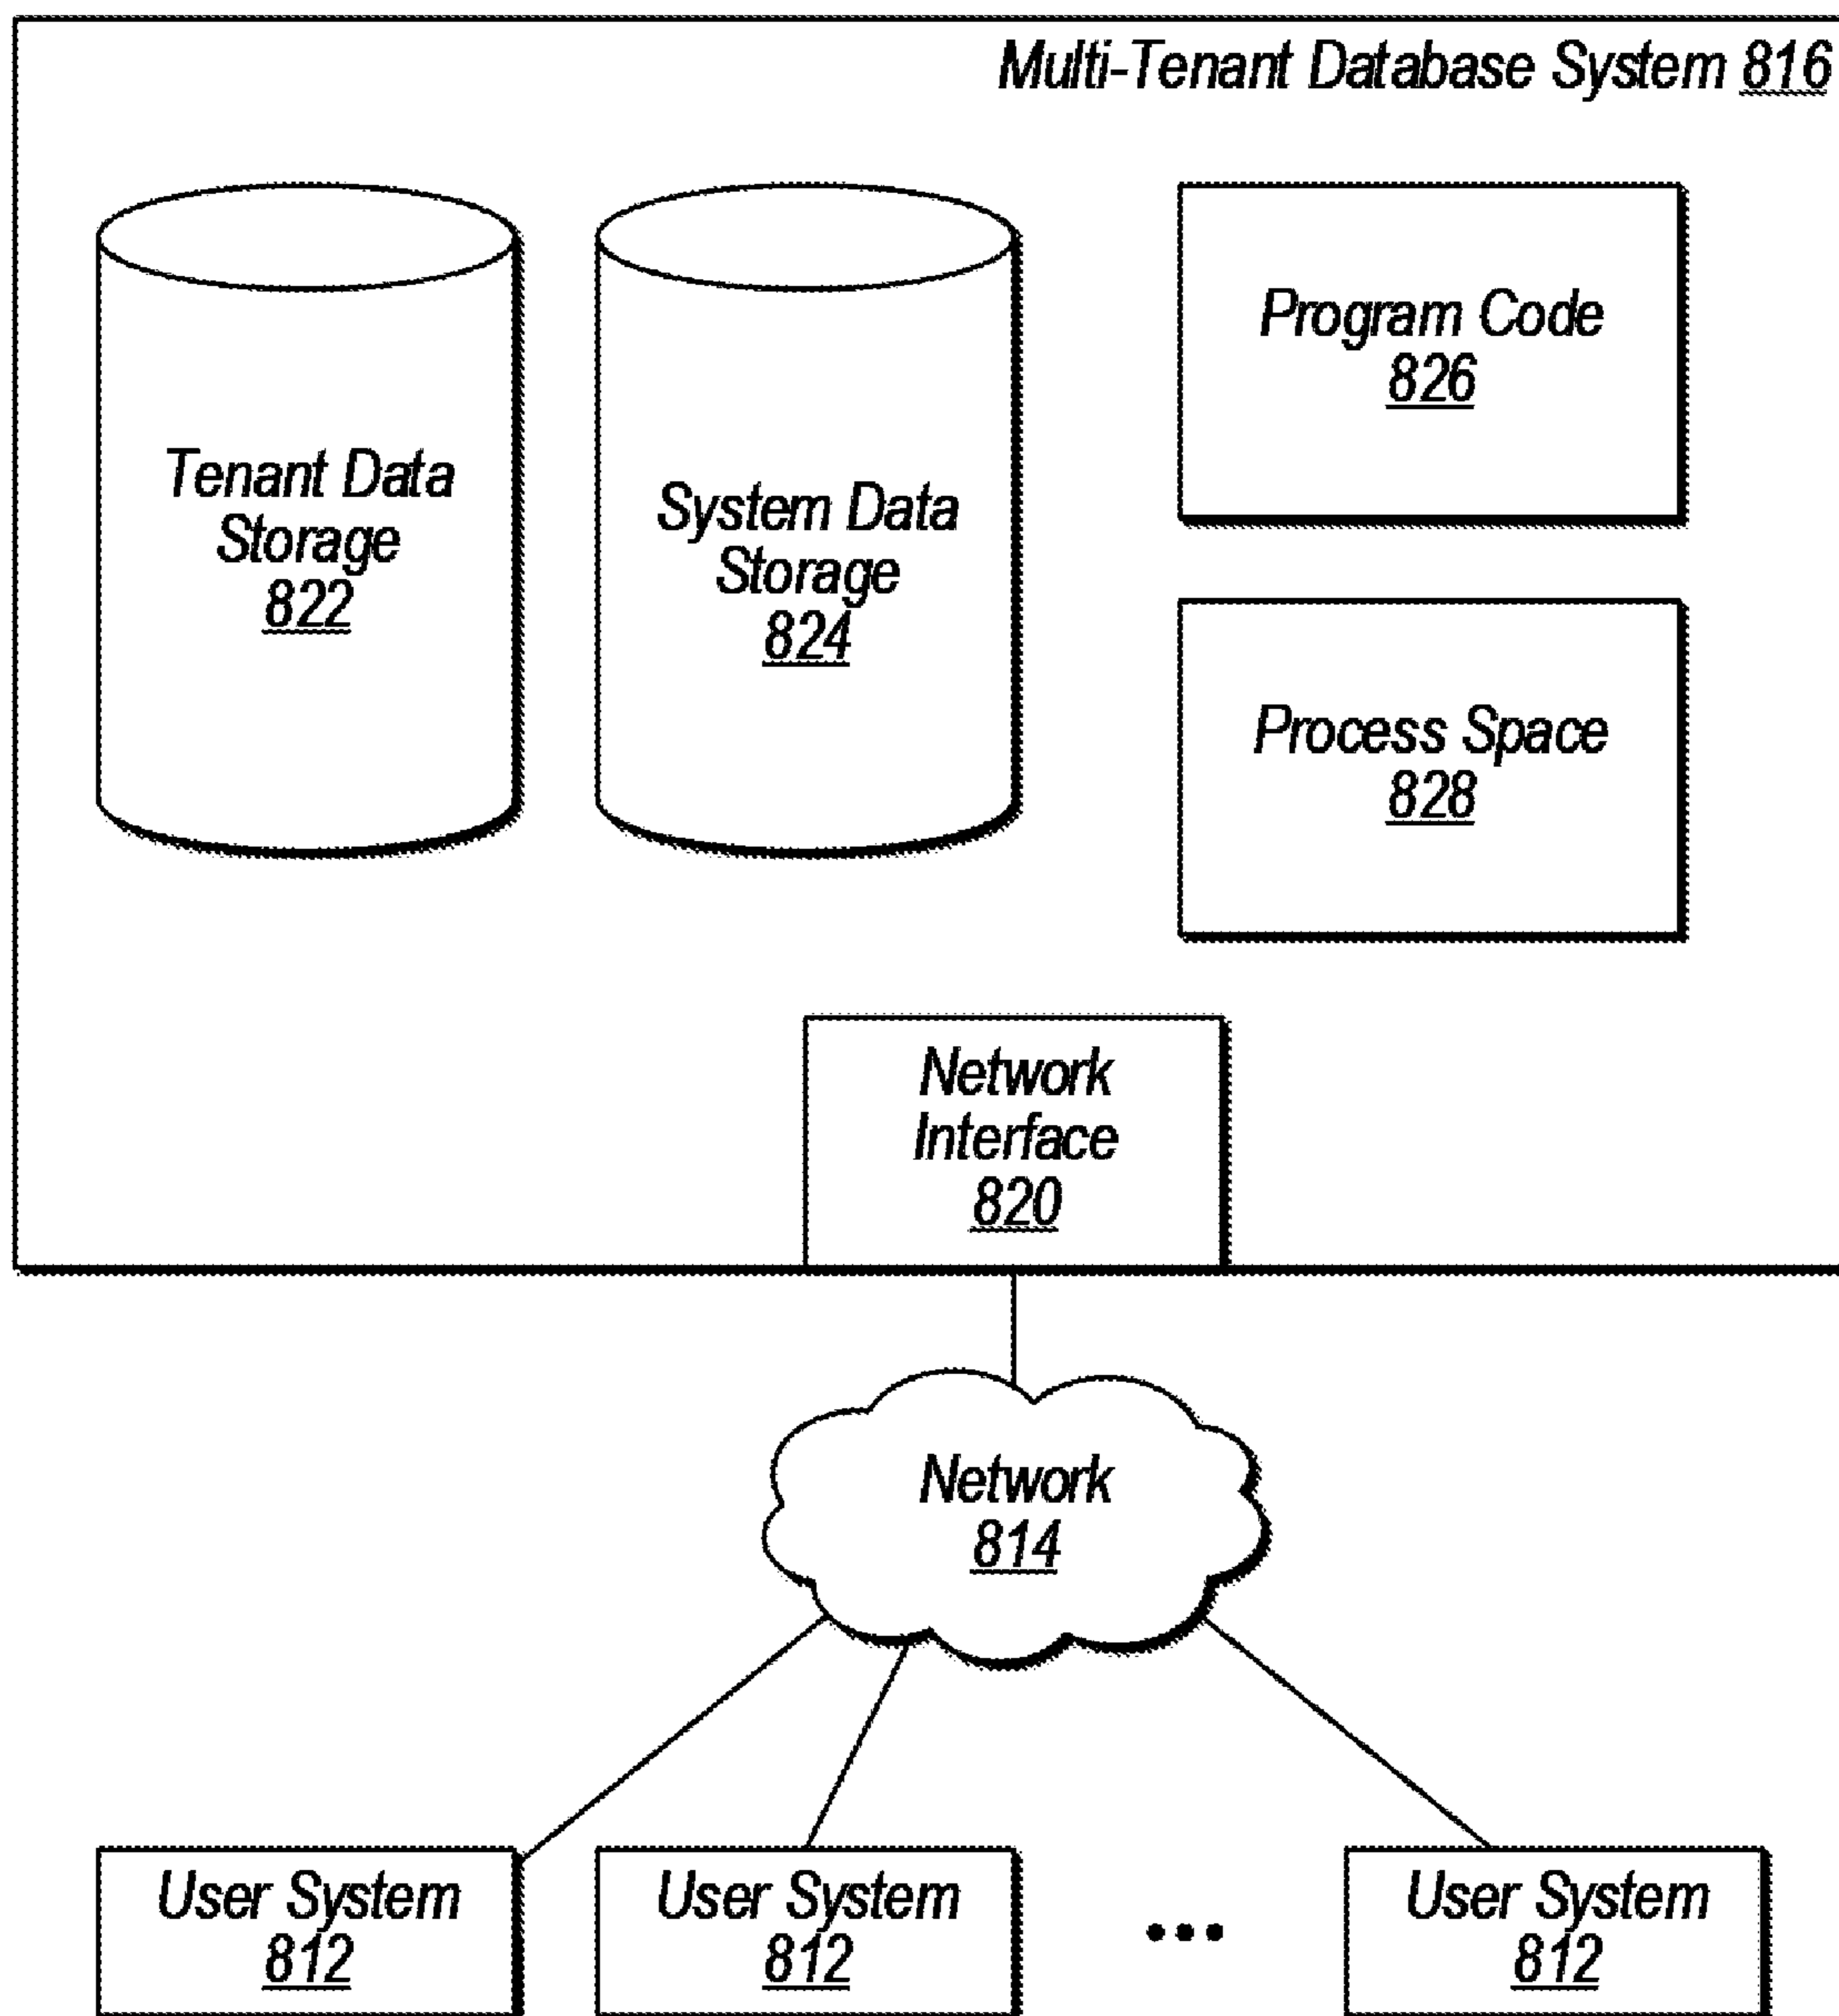 Multi-Tenant Database System 816
Tenant Data
Storage
822
System Data
Storage
824
Program Code
826
Process Space
828
Network
Interface
820
Network
814
User System
812
User System
812
User System
812